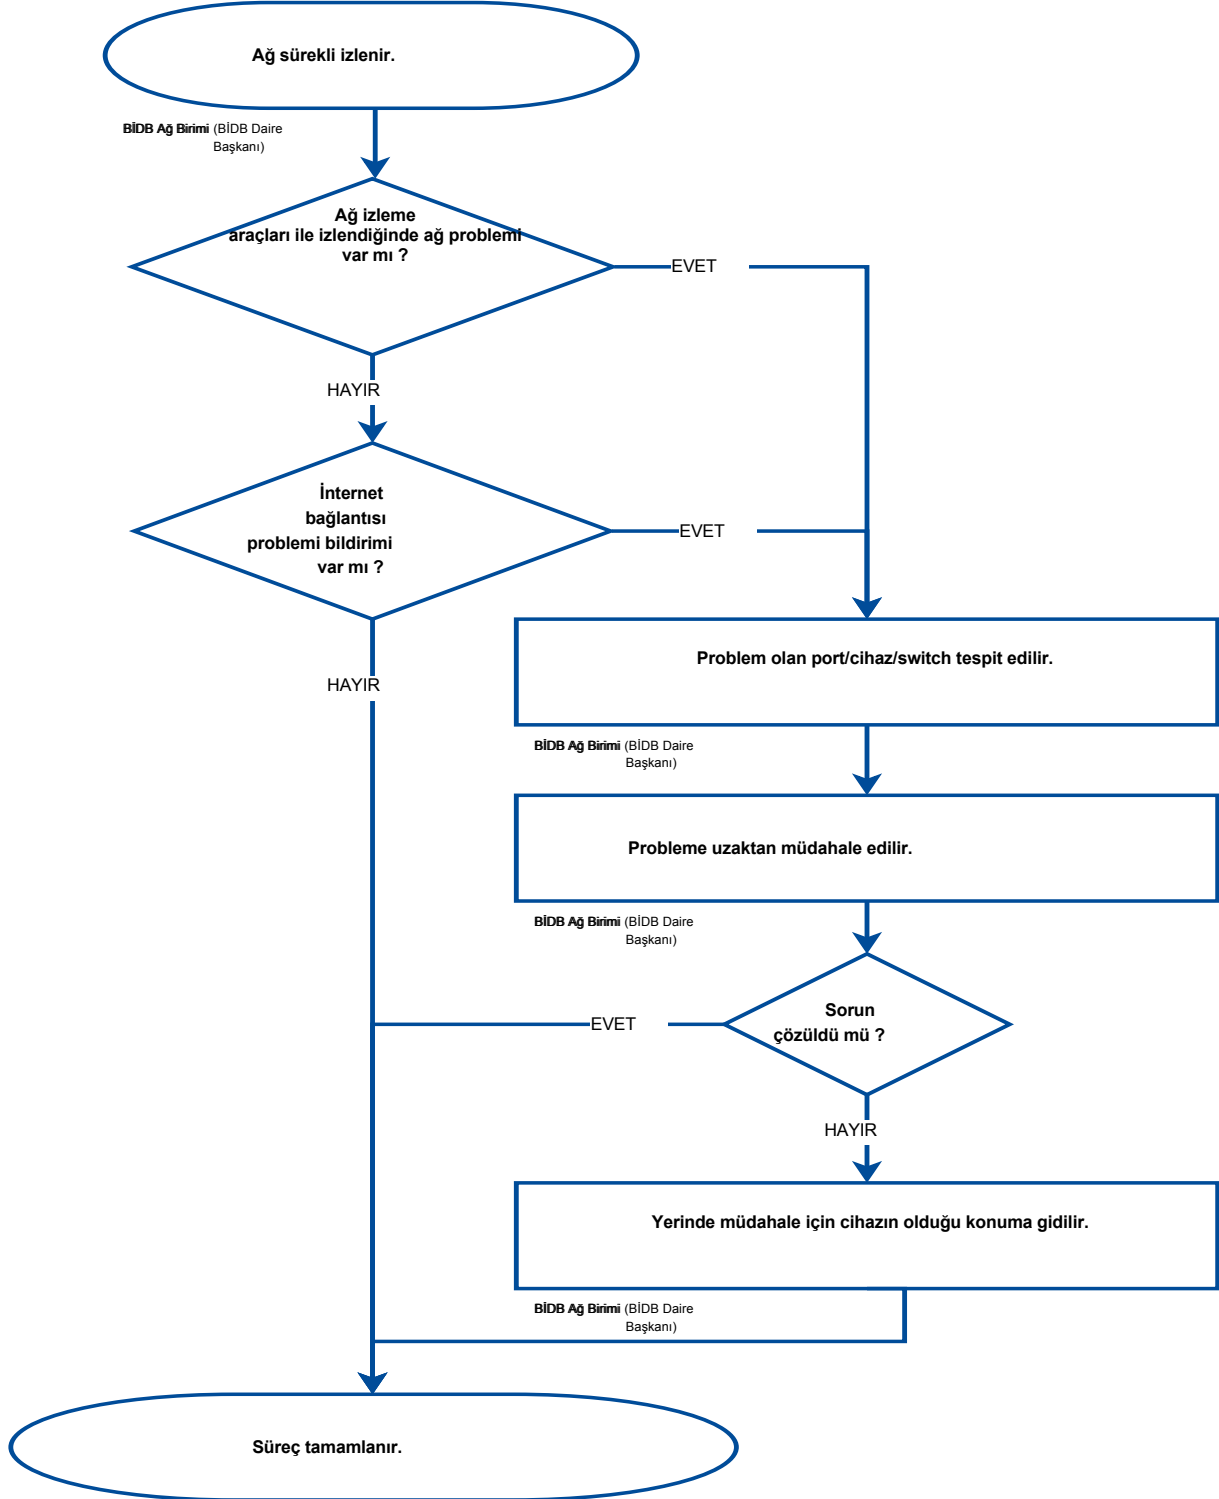 Ağ sürekli izlenir.
BİDB Ağ Birimi (BİDB Daire
Başkanı)
Ağ izleme
araçları ile izlendiğinde ağ problemi
var mı ?
EVET
HAYIR
İnternet
bağlantısı
problemi bildirimi
var mı ?
EVET
HAYIR
Problem olan port/cihaz/switch tespit edilir.
BİDB Ağ Birimi (BİDB Daire
Başkanı)
Probleme uzaktan müdahale edilir.
BİDB Ağ Birimi (BİDB Daire
Başkanı)
Sorun
çözüldü mü ?
EVET
HAYIR
Yerinde müdahale için cihazın olduğu konuma gidilir.
BİDB Ağ Birimi (BİDB Daire
Başkanı)
Süreç tamamlanır.